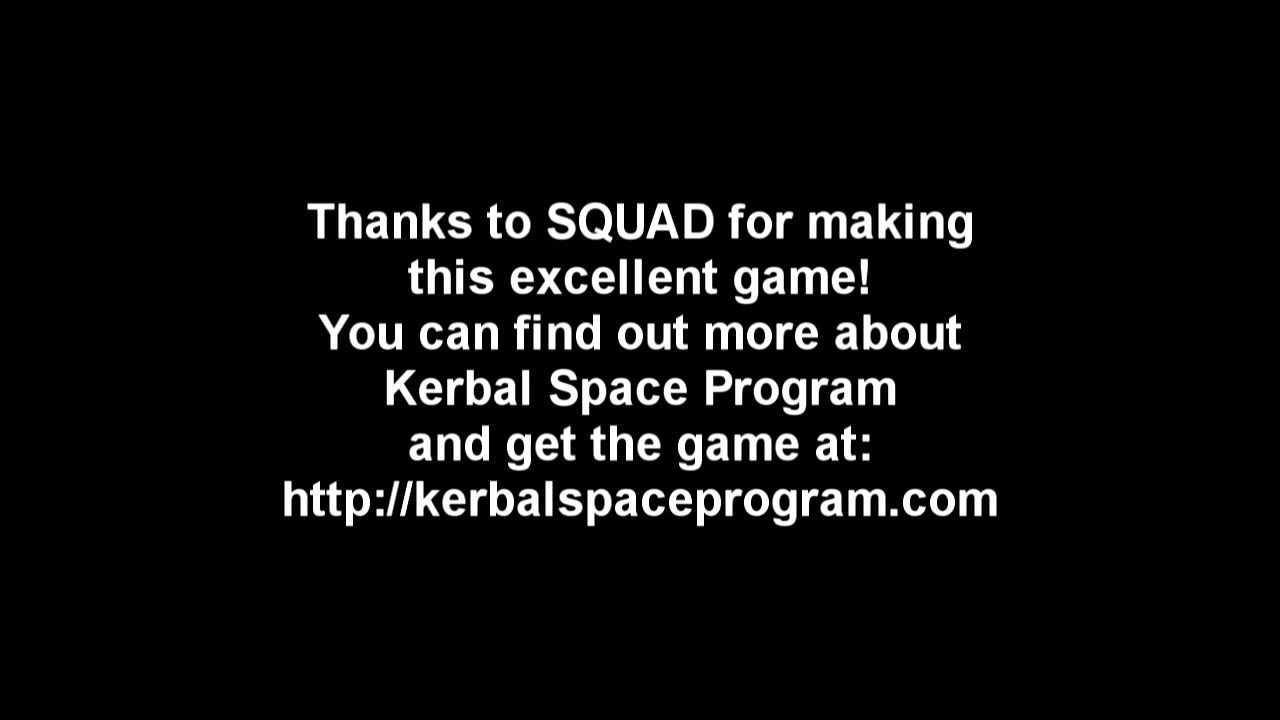 Thanks to SQUAD for making
this excellent game!
You can find out more about
Kerbal Space Program
and get the game at:
http://kerbalspaceprogram.com